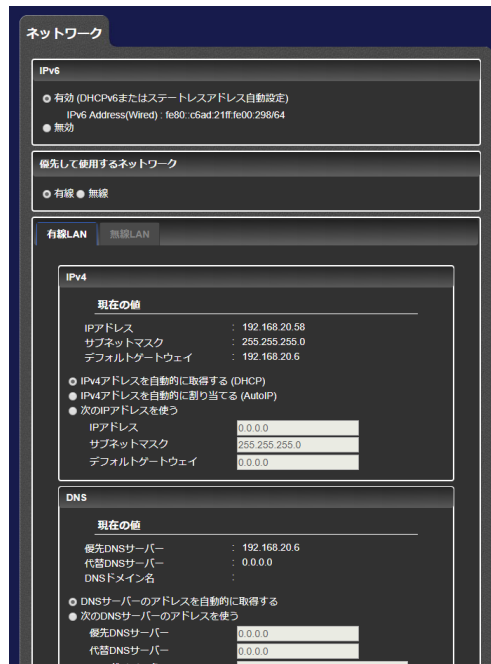 ネットワーク
IPv6
有効 (DHCPv6またはステートレスアドレス自動設定)
IPv6 Address(Wired) : fe80::c6ad:21ff:fe00:298/64
無効
優先して使用するネットワーク
有線 無線
有線LAN 無線LAN
IPv4
現在の値
IPアドレス : 192.168.20.58
サブネットマスク : 255.255.255.0
デフォルトゲートウェイ : 192.168.20.6
IPv4アドレスを自動的に取得する (DHCP)
IPv4アドレスを自動的に割り当てる (AutoIP)
次のIPアドレスを使う
IPアドレス 0.0.0.0
サブネットマスク 255.255.255.0
デフォルトゲートウェイ 0.0.0.0
DNS
現在の値
優先DNSサーバー : 192.168.20.6
代替DNSサーバー : 0.0.0.0
DNSドメイン名 :
DNSサーバーのアドレスを自動的に取得する
次のDNSサーバーのアドレスを使う
優先DNSサーバー 0.0.0.0
代替DNSサーバー 0.0.0.0